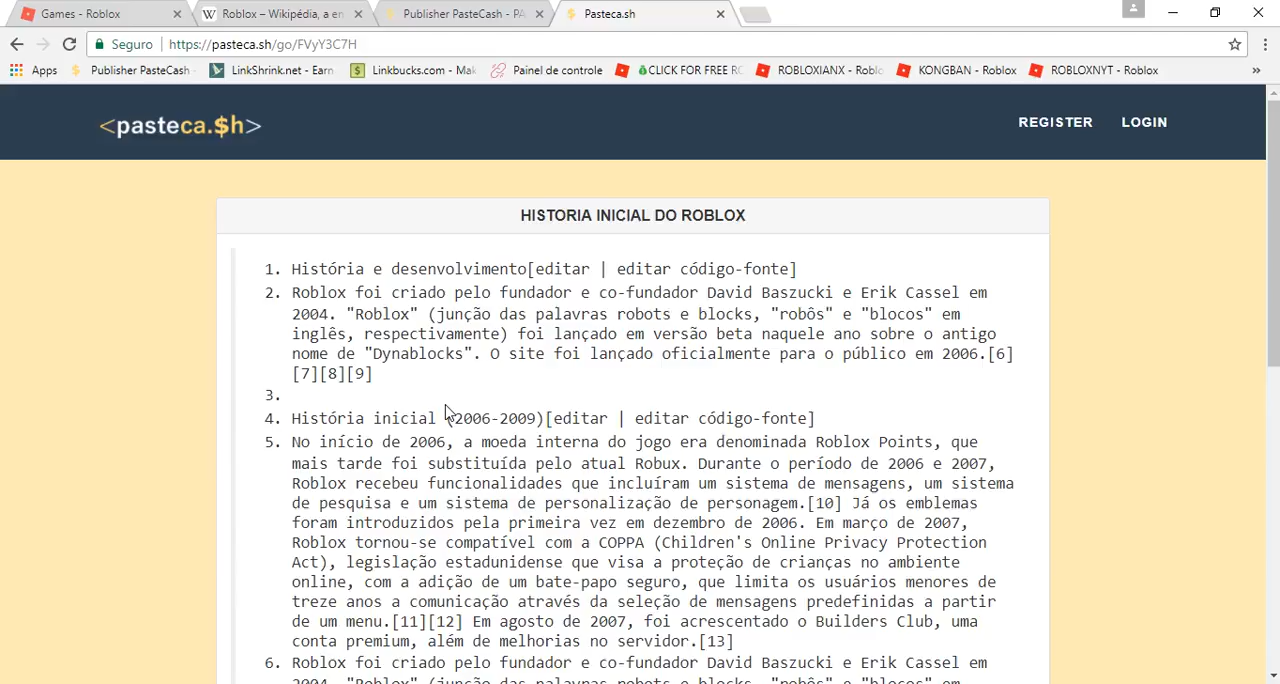 Games - Roblox
Roblox – Wikipédia, a en
Publisher PasteCash - PA
Pasteca.sh
Seguro
https://pasteca.sh/go/FVyY3C7H
Apps
Publisher PasteCash
LinkShrink.net - Earn
Linkbucks.com - Mak
Painel de controle
CLICK FOR FREE RO
ROBLOXIANX - Roblo
KONGBAN - Roblox
ROBLOXNYT - Roblox
<pasteca.$h>
REGISTER
LOGIN
HISTORIA INICIAL DO ROBLOX
1. História e desenvolvimento[editar | editar código-fonte]
2. Roblox foi criado pelo fundador e co-fundador David Baszucki e Erik Cassel em
2004. "Roblox" (junção das palavras robots e blocks, "robôs" e "blocos" em
inglês, respectivamente) foi lançado em versão beta naquele ano sobre o antigo
nome de "Dynablocks". O site foi lançado oficialmente para o público em 2006.[6]
[7][8][9]
3.
4. História inicial (2006-2009)[editar | editar código-fonte]
5. No início de 2006, a moeda interna do jogo era denominada Roblox Points, que
mais tarde foi substituída pelo atual Robux. Durante o período de 2006 e 2007,
Roblox recebeu funcionalidades que incluíram um sistema de mensagens, um sistema
de pesquisa e um sistema de personalização de personagem.[10] Já os emblemas
foram introduzidos pela primeira vez em dezembro de 2006. Em março de 2007,
Roblox tornou-se compatível com a COPPA (Children's Online Privacy Protection
Act), legislação estadunidense que visa a proteção de crianças no ambiente
online, com a adição de um bate-papo seguro, que limita os usuários menores de
treze anos a comunicação através da seleção de mensagens predefinidas a partir
de um menu.[11][12] Em agosto de 2007, foi acrescentado o Builders Club, uma
conta premium, além de melhorias no servidor.[13]
6. Roblox foi criado pelo fundador e co-fundador David Baszucki e Erik Cassel em
2004. "Roblox" (junção das palavras robots e blocks, "robôs" e "blocos" em